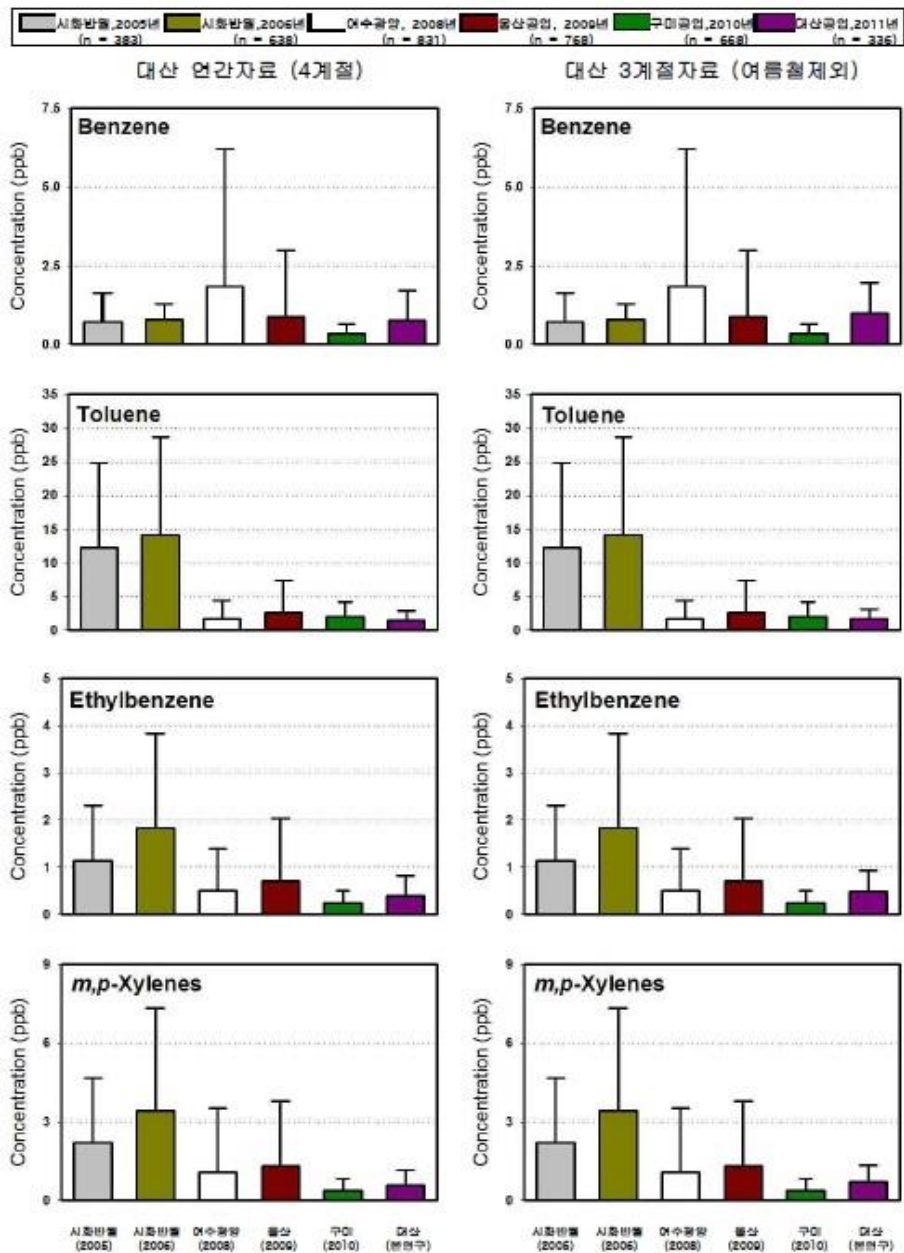 시화반월,2005년 시화반월,2006년 여수광양, 2008년 울산공업, 2009년 구미공업,2010년 대산공업,2011년
(n = 383) (n = 638) (n = 831) (n = 768) (n = 668) (n = 336)
대산 연간자료 (4계절) 대산 3계절자료 (여름철제외)
Benzene Benzene
Concentration (ppb) Concentration (ppb)
7.5 7.5
5.0 5.0
2.5 2.5
0.0 0.0
Toluene Toluene
Concentration (ppb) Concentration (ppb)
35 35
30 30
25 25
20 20
15 15
10 10
5 5
0 0
Ethylbenzene Ethylbenzene
Concentration (ppb) Concentration (ppb)
5 5
4 4
3 3
2 2
1 1
0 0
m,p-Xylenes m,p-Xylenes
Concentration (ppb) Concentration (ppb)
9 9
6 6
3 3
0 0
시화반월 시화반월 여수광양 울산 구미 대산 시화반월 시화반월 여수광양 울산 구미 대산
(2005) (2006) (2008) (2009) (2010) (본연구) (2005) (2006) (2008) (2009) (2010) (본연구)